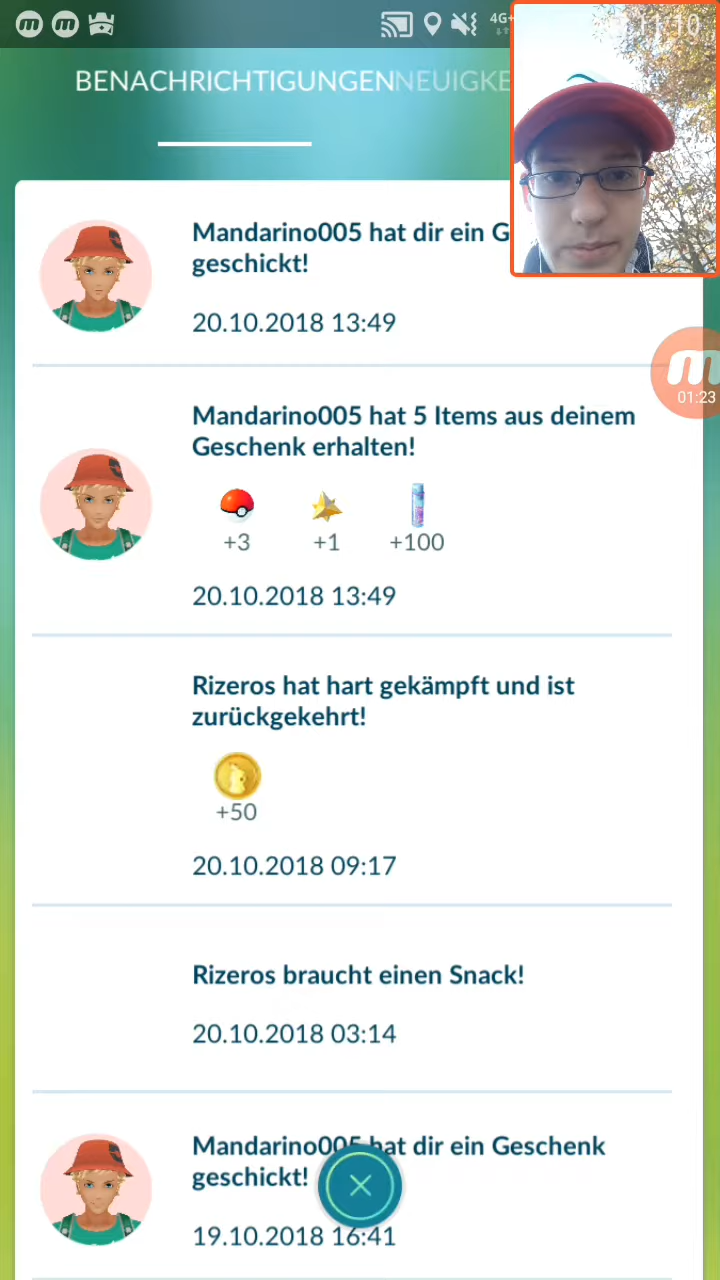 4G+
11:10
BENACHRICHTIGUNGEN NEUIGKE
Mandarino005 hat dir ein G
geschickt!
20.10.2018 13:49
01:23
Mandarino005 hat 5 Items aus deinem
Geschenk erhalten!
+3 +1 +100
20.10.2018 13:49
Rizeros hat hart gekämpft und ist
zurückgekehrt!
+50
20.10.2018 09:17
Rizeros braucht einen Snack!
20.10.2018 03:14
Mandarino005 hat dir ein Geschenk
geschickt!
19.10.2018 16:41